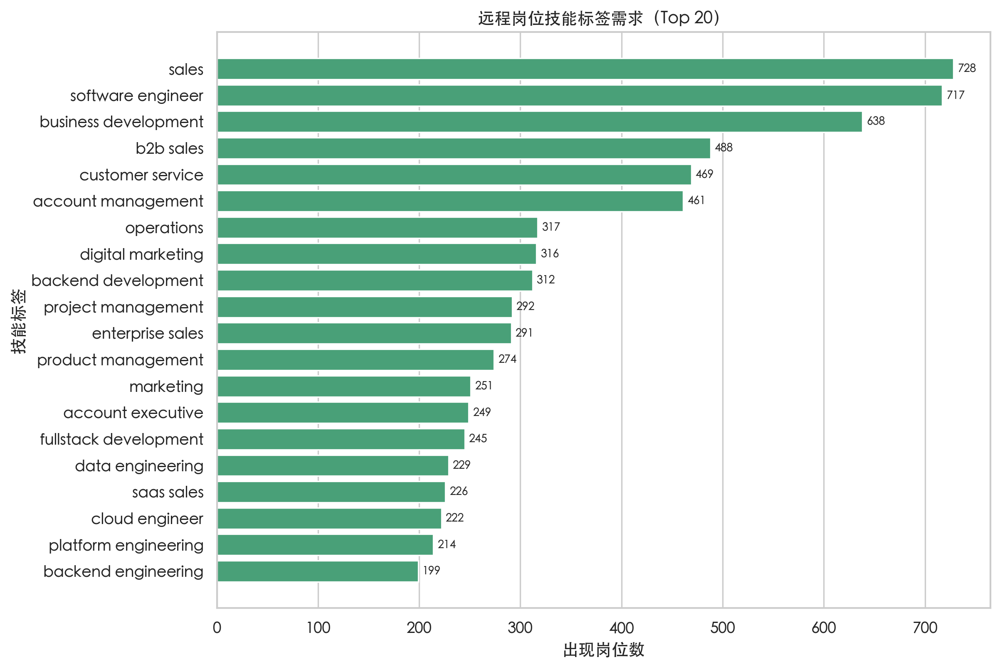 远程岗位技能标签需求（Top 20）
技能标签
sales 728
software engineer 717
business development 638
b2b sales 488
customer service 469
account management 461
operations 317
digital marketing 316
backend development 312
project management 292
enterprise sales 291
product management 274
marketing 251
account executive 249
fullstack development 245
data engineering 229
saas sales 226
cloud engineer 222
platform engineering 214
backend engineering 199
0 100 200 300 400 500 600 700
出现岗位数